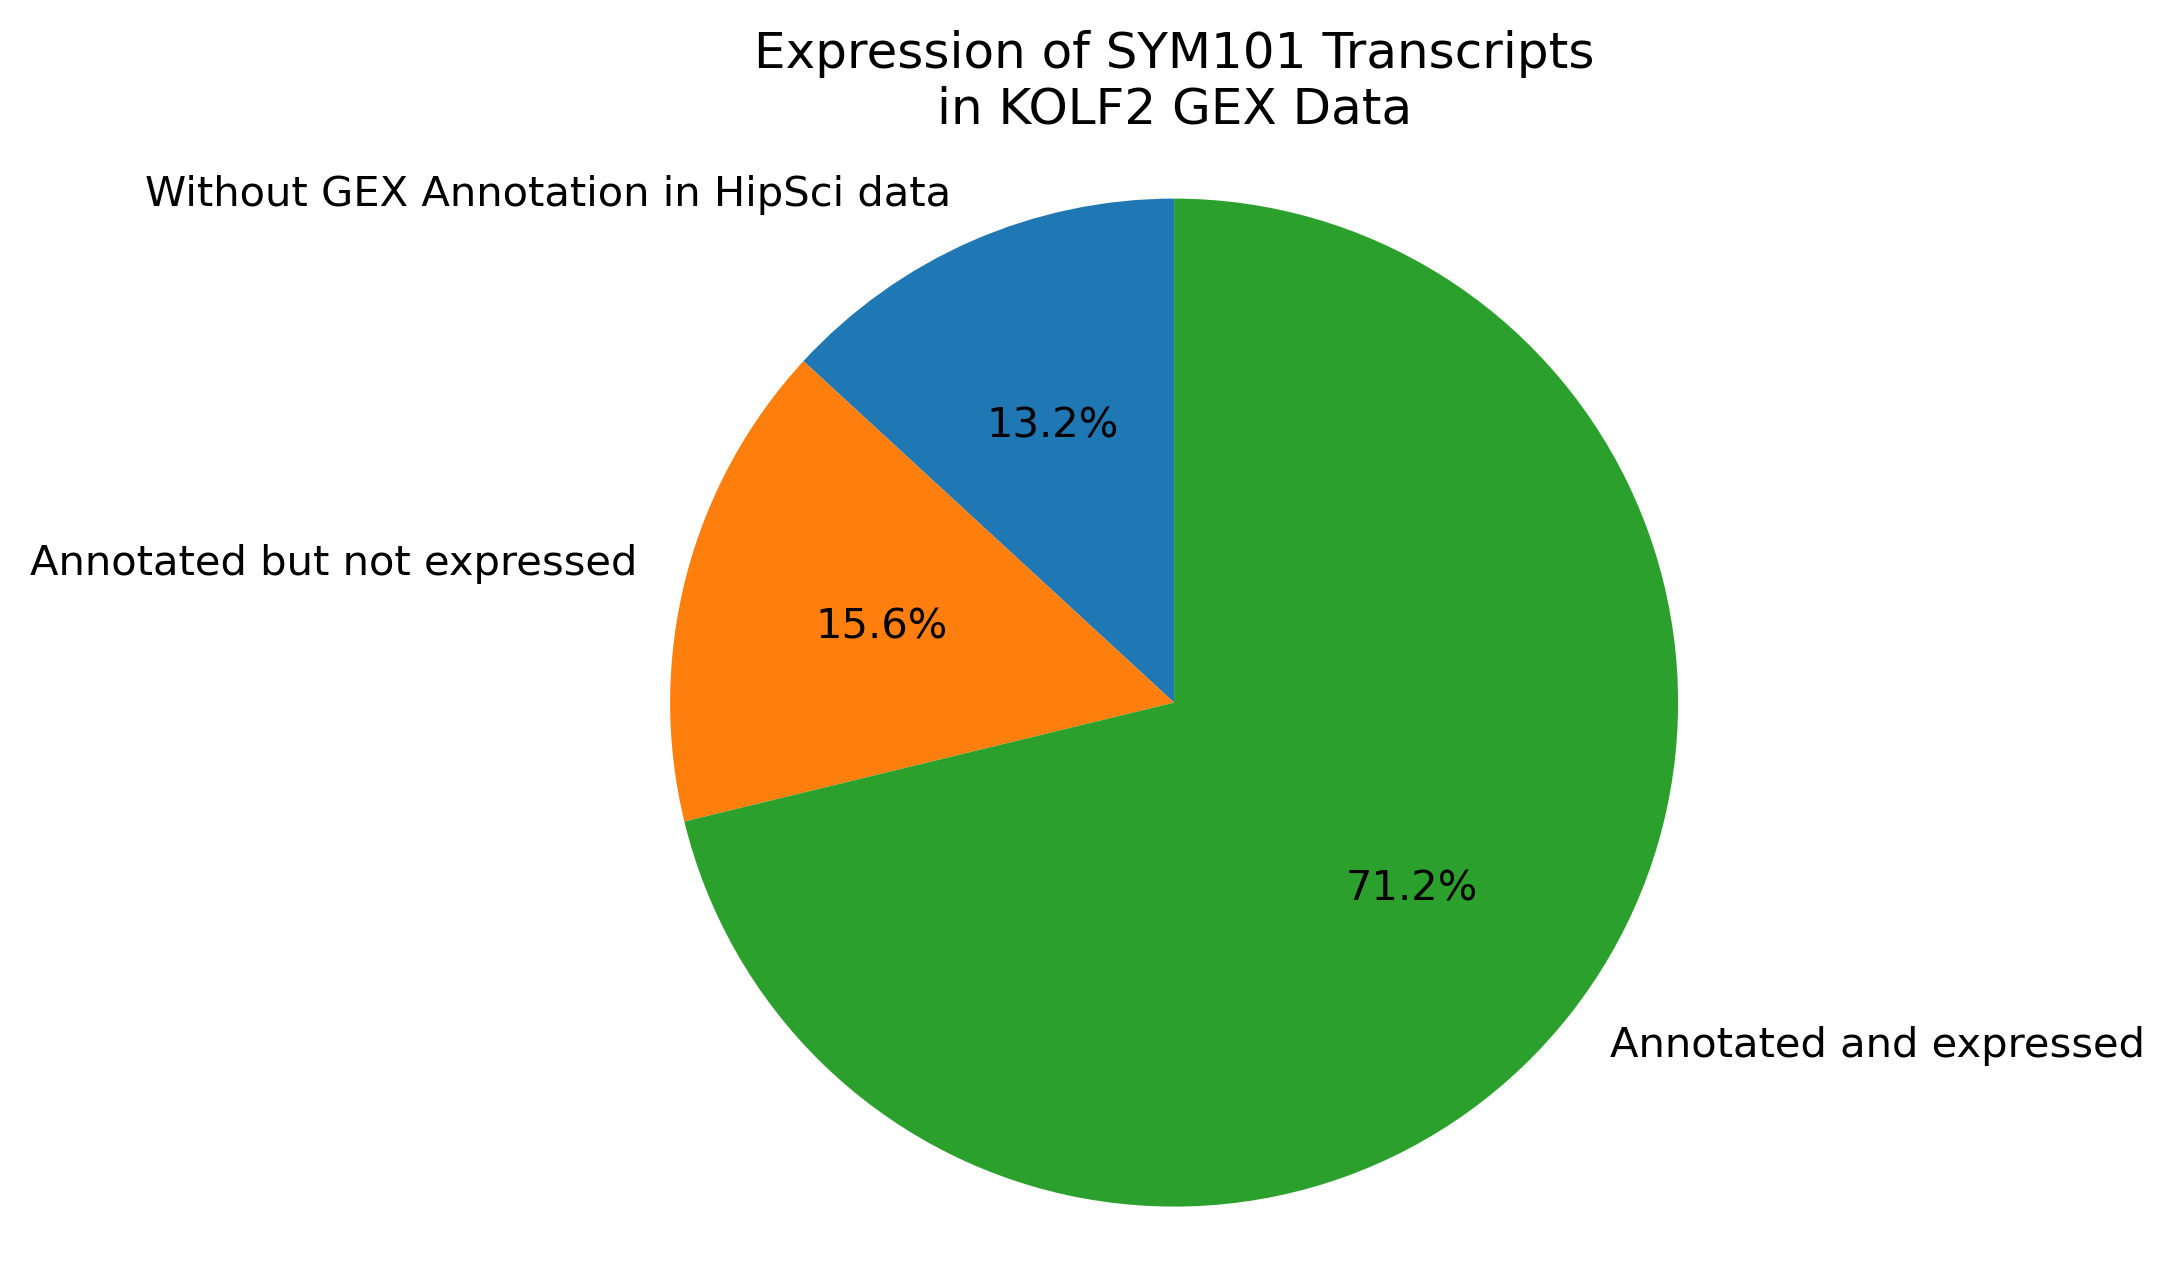 Expression of SYM101 Transcripts
in KOLF2 GEX Data
Without GEX Annotation in HipSci data
13.2%
Annotated but not expressed
15.6%
71.2%
Annotated and expressed